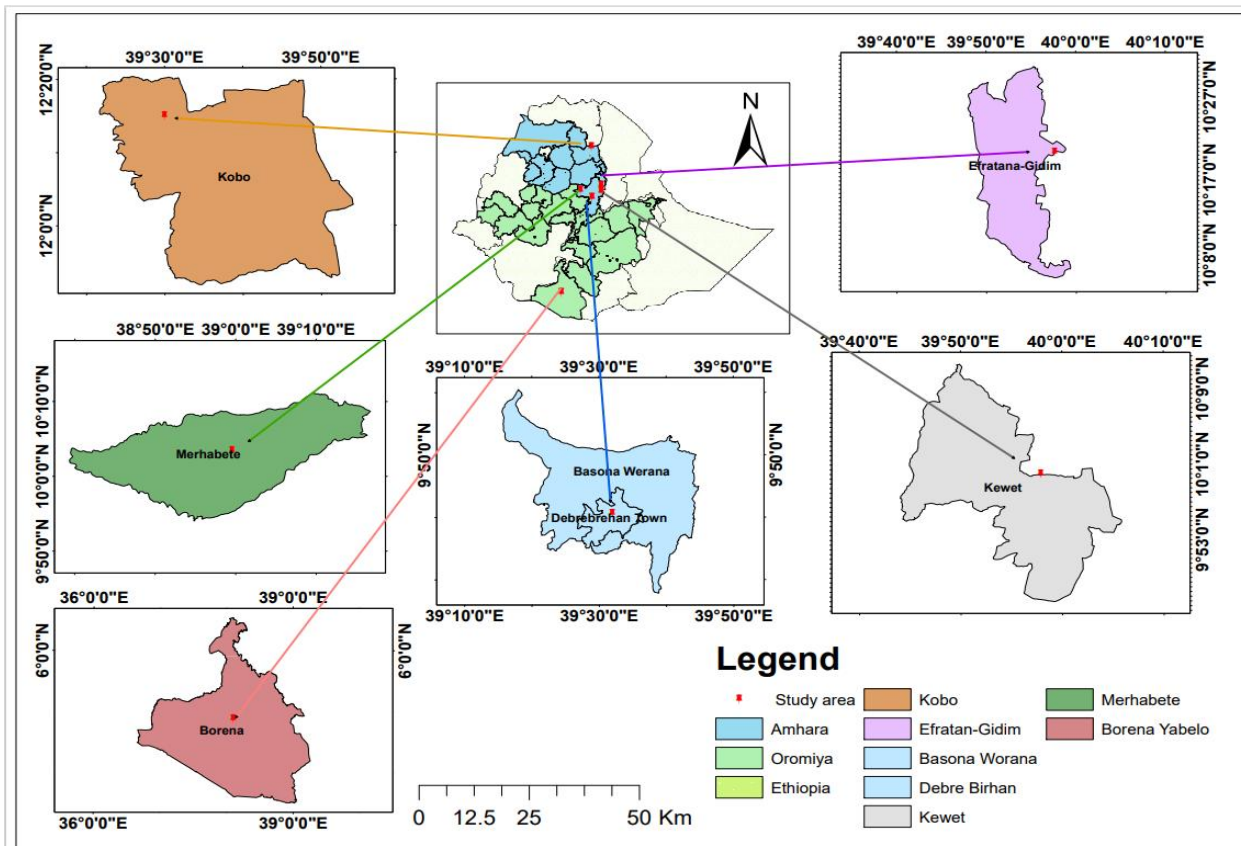 39°30'0"E 39°50'0"E
12°20'0"N
12°0'0"N
Kobo
N
39°40'0"E 39°50'0"E 40°0'0"E 40°10'0"E
10°27'0"N
10°17'0"N
10°8'0"N
Efratana-Gidim
38°50'0"E 39°0'0"E 39°10'0"E
10°10'0"N
10°0'0"N
9°50'0"N
Merhabete
39°10'0"E 39°30'0"E 39°50'0"E
9°50'0"N
9°50'0"N
Basona Werana
Debrebrehan Town
39°10'0"E 39°30'0"E 39°50'0"E
39°40'0"E 39°50'0"E 40°0'0"E 40°10'0"E
10°9'0"N
10°1'0"N
9°53'0"N
Kewet
36°0'0"E 39°0'0"E
6°0'0"N
6°0'0"N
Borena
36°0'0"E 39°0'0"E
Legend
Study area
Amhara
Oromiya
Ethiopia
Kobo
Efratan-Gidim
Basona Worana
Debre Birhan
Kewet
Merhabete
Borena Yabelo
0 12.5 25 50 Km